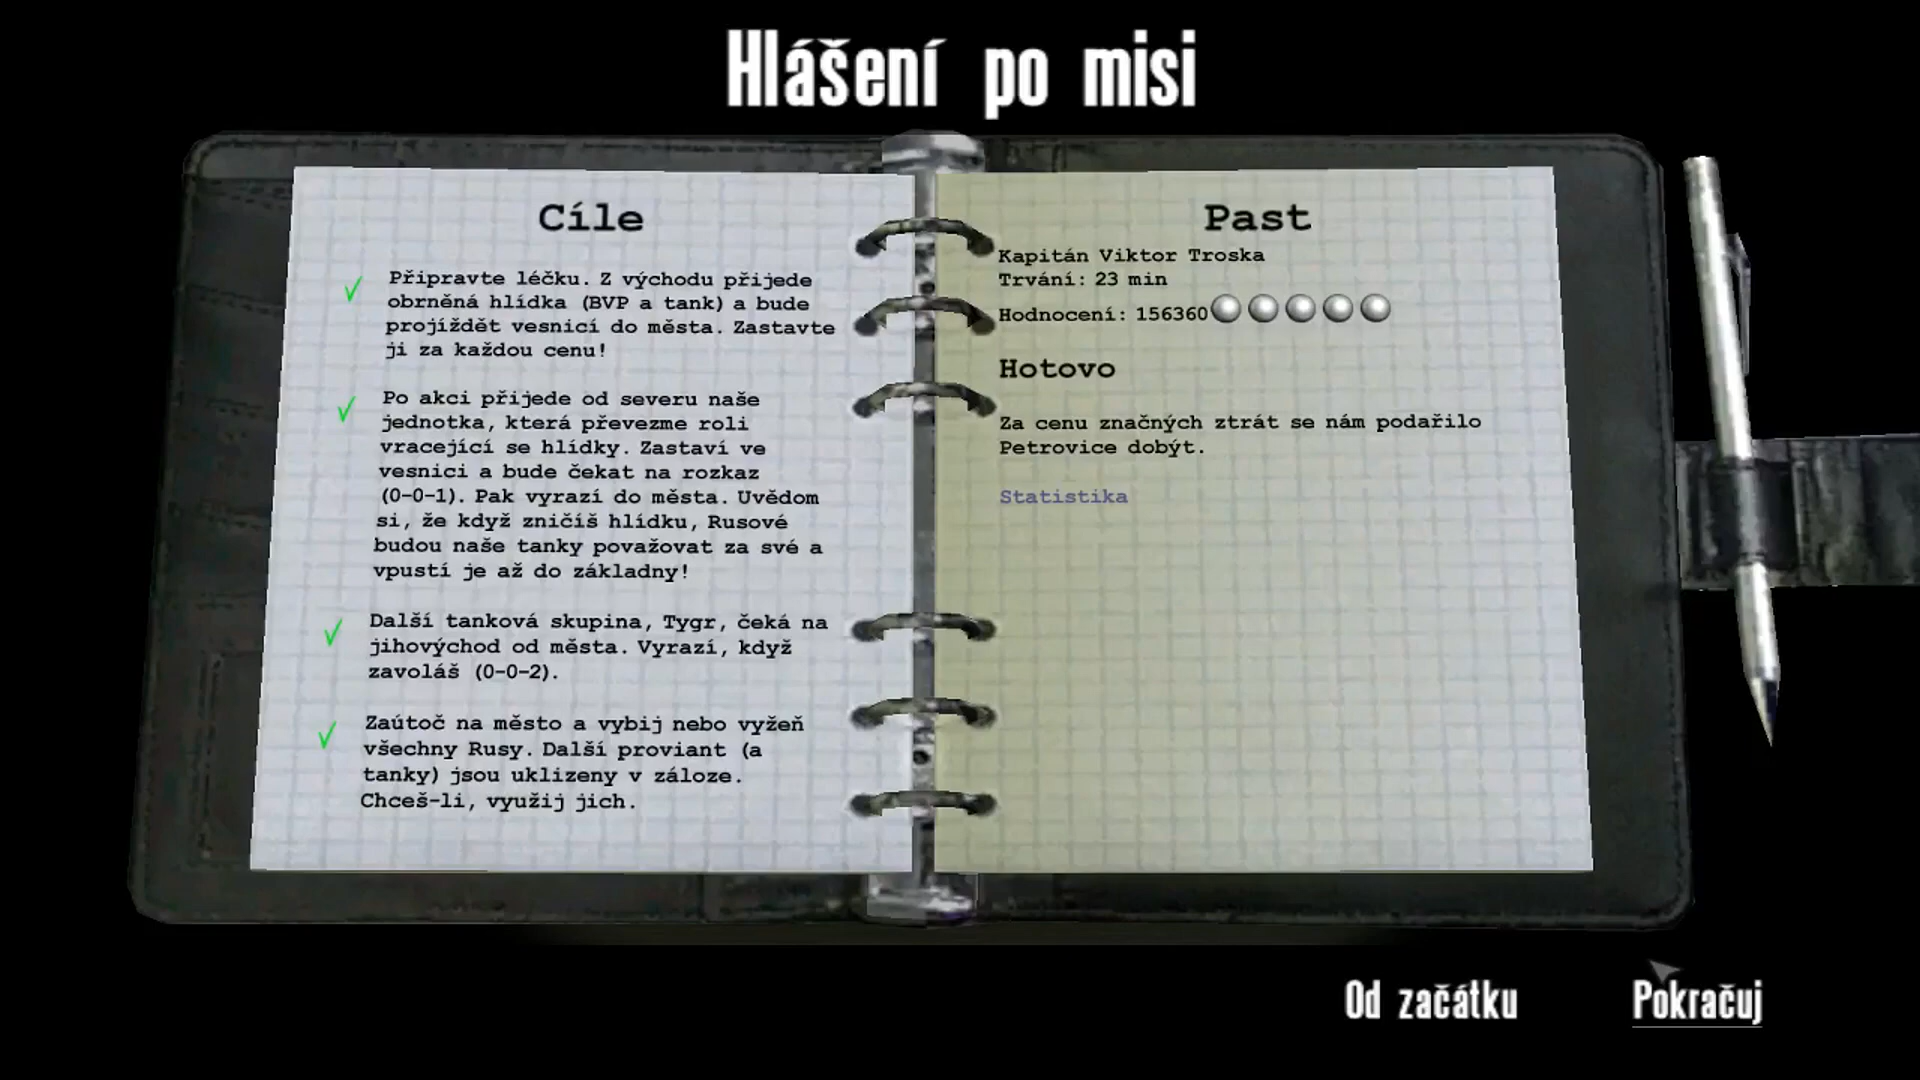 Hlášení po misi
Cíle
Připravte léčku. Z východu přijede
obrněná hlídka (BVP a tank) a bude
projíždět vesnicí do města. Zastavte
ji za každou cenu!
Po akci přijede od severu naše
jednotka, která převezme roli
vracející se hlídky. Zastaví ve
vesnici a bude čekat na rozkaz
(0-0-1). Pak vyrazí do města. Uvědom
si, že když zničíš hlídku, Rusové
budou naše tanky považovat za své a
vpustí je až do základny!
Další tanková skupina, Tygr, čeká na
jihovýchod od města. Vyrazí, když
zavoláš (0-0-2).
Zaútoč na město a vybij nebo vyžeň
všechny Rusy. Další proviant (a
tanky) jsou uklizeny v záloze.
Chceš-li, využij jich.
Past
Kapitán Viktor Troska
Trvání: 23 min
Hodnocení: 156360
Hotovo
Za cenu značných ztrát se nám podařilo
Petrovice dobýt.
Statistika
Od začátku
Pokračuj